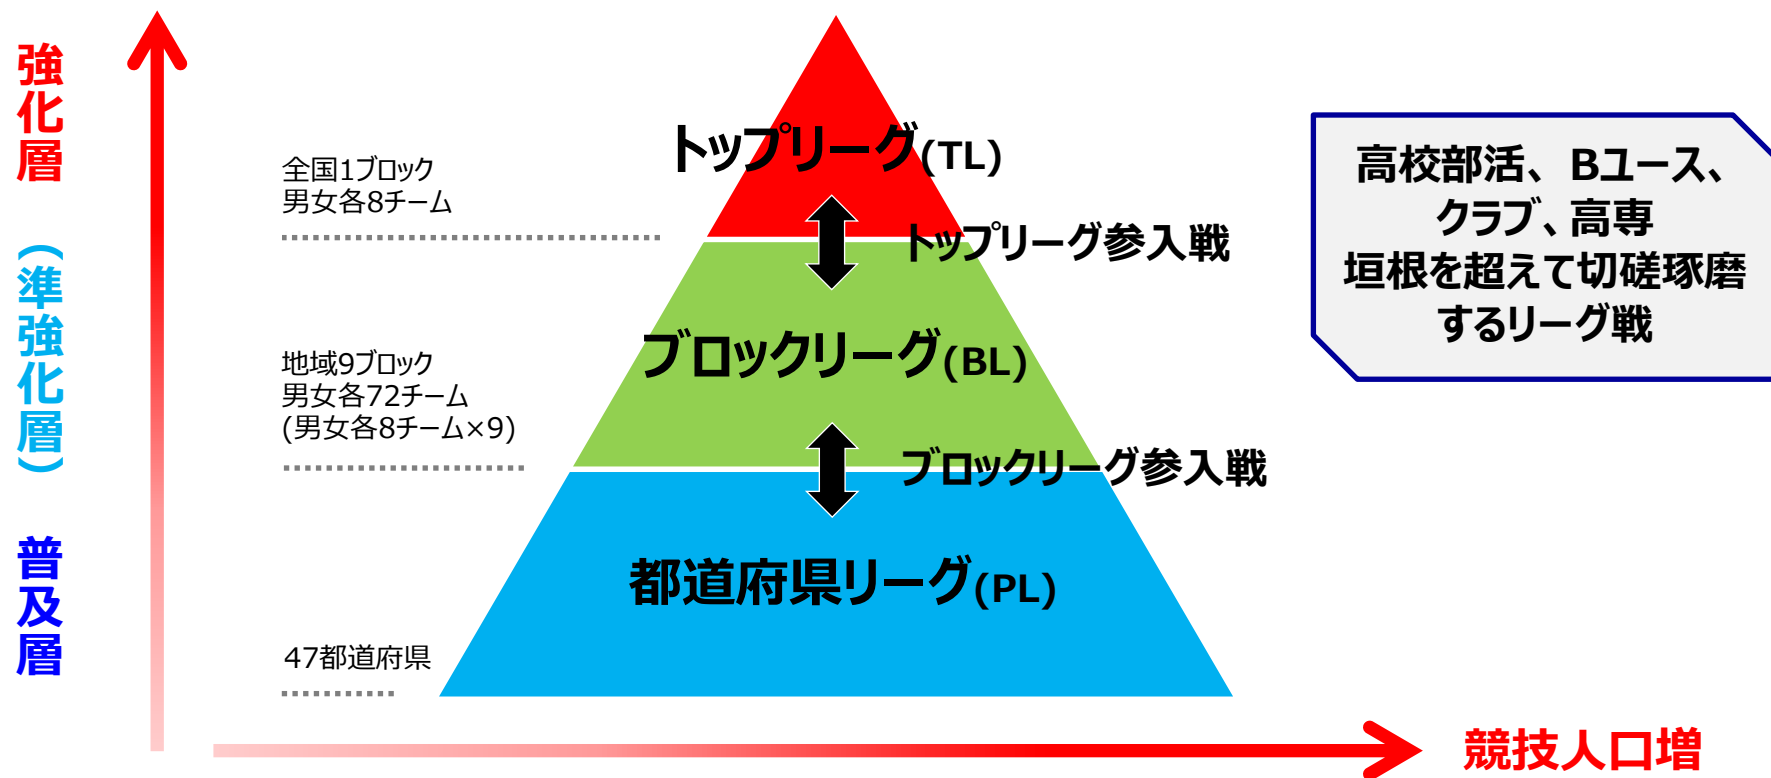 強化層
(準強化層)
普及層
全国1ブロック
男女各8チーム
地域9ブロック
男女各72チーム
(男女各8チーム×9)
47都道府県
トップリーグ(TL)
トップリーグ参入戦
ブロックリーグ(BL)
ブロックリーグ参入戦
都道府県リーグ(PL)
高校部活、Bユース、
クラブ、高専
垣根を超えて切磋琢磨
するリーグ戦
競技人口増